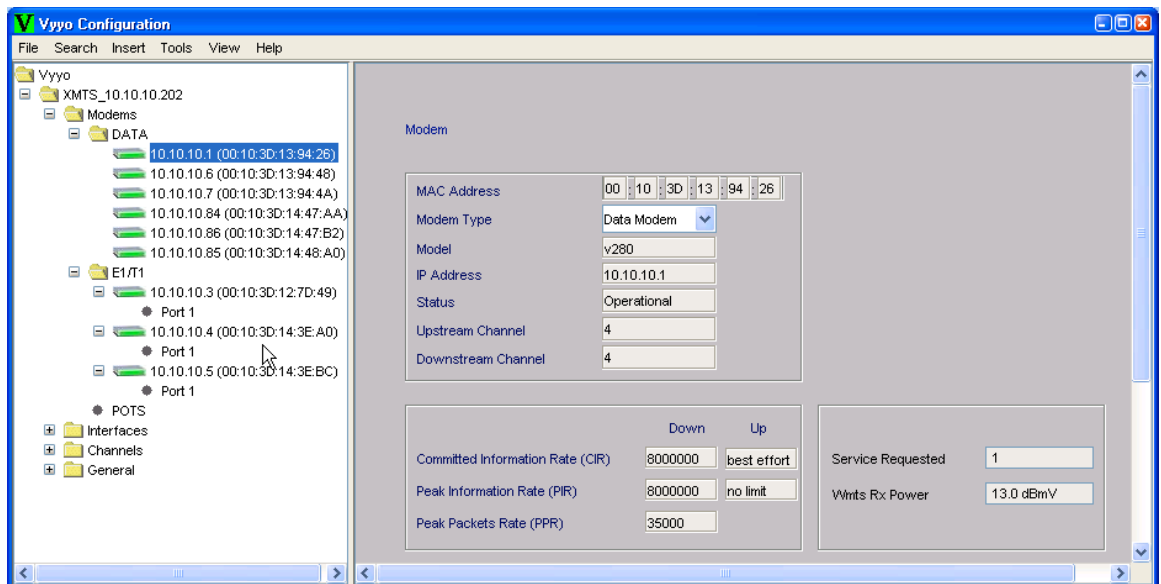 Vyyo Configuration
File Search Insert Tools View Help
Vyyo
XMTS_10.10.10.202
Modems
DATA
10.10.10.1 (00:10:3D:13:94:26)
10.10.10.6 (00:10:3D:13:94:48)
10.10.10.7 (00:10:3D:13:94:4A)
10.10.10.84 (00:10:3D:14:47:AA)
10.10.10.86 (00:10:3D:14:47:B2)
10.10.10.85 (00:10:3D:14:48:A0)
E1/T1
10.10.10.3 (00:10:3D:12:7D:49)
Port 1
10.10.10.4 (00:10:3D:14:3E:A0)
Port 1
10.10.10.5 (00:10:3D:14:3E:BC)
Port 1
POTS
Interfaces
Channels
General
Modem
MAC Address 00 : 10 : 3D : 13 : 94 : 26
Modem Type Data Modem
Model v280
IP Address 10.10.10.1
Status Operational
Upstream Channel 4
Downstream Channel 4
Down Up
Committed Information Rate (CIR) 8000000 best effort
Peak Information Rate (PIR) 8000000 no limit
Peak Packets Rate (PPR) 35000
Service Requested 1
Wmts Rx Power 13.0 dBmV